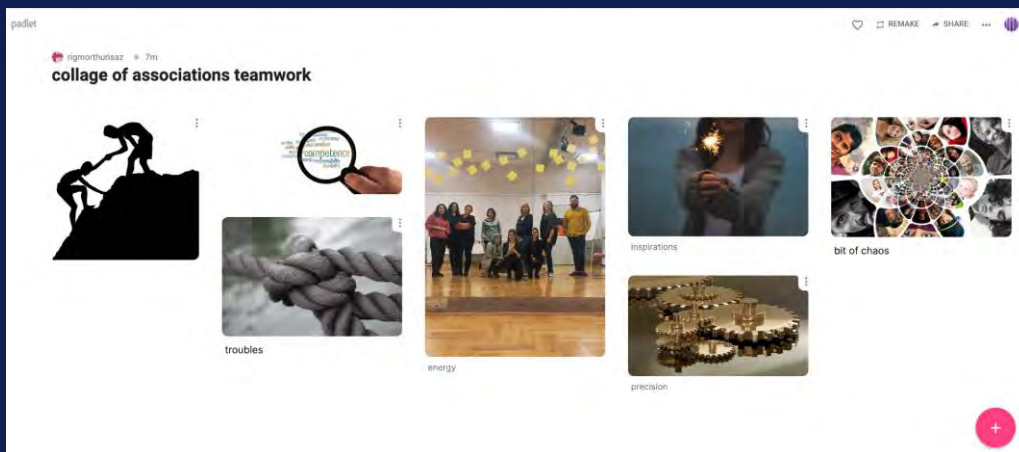 padlet
REMAKE
SHARE
rigmorthurisaz
7m
collage of associations teamwork
competence
troubles
energy
inspirations
precision
bit of chaos